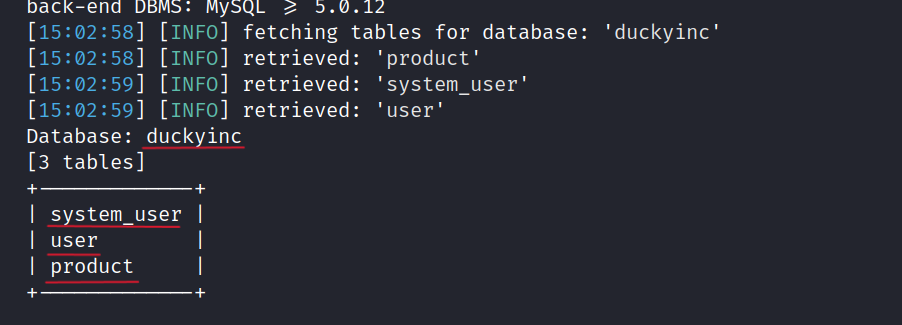 back-end DBMS: MySQL ≥ 5.0.12
[15:02:58] [INFO] fetching tables for database: 'duckyinc'
[15:02:58] [INFO] retrieved: 'product'
[15:02:59] [INFO] retrieved: 'system_user'
[15:02:59] [INFO] retrieved: 'user'
Database: duckyinc
[3 tables]
+-------------+
| system_user |
| user        |
| product     |
+-------------+